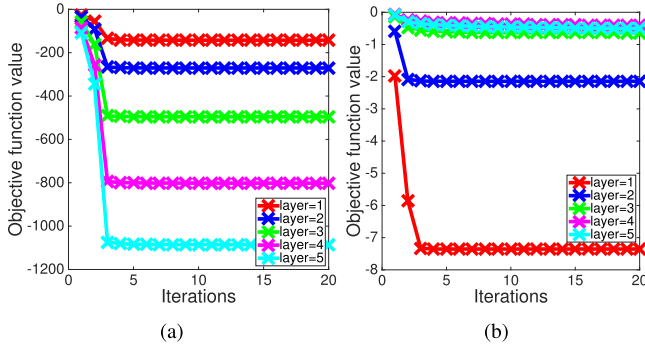 0
-200
-400
-600
-800
-1000
-1200
0
5
10
15
20
Objective function value
Iterations
layer=1
layer=2
layer=3
layer=4
layer=5
(a)
0
-1
-2
-3
-4
-5
-6
-7
-8
0
5
10
15
20
Objective function value
Iterations
layer=1
layer=2
layer=3
layer=4
layer=5
(b)